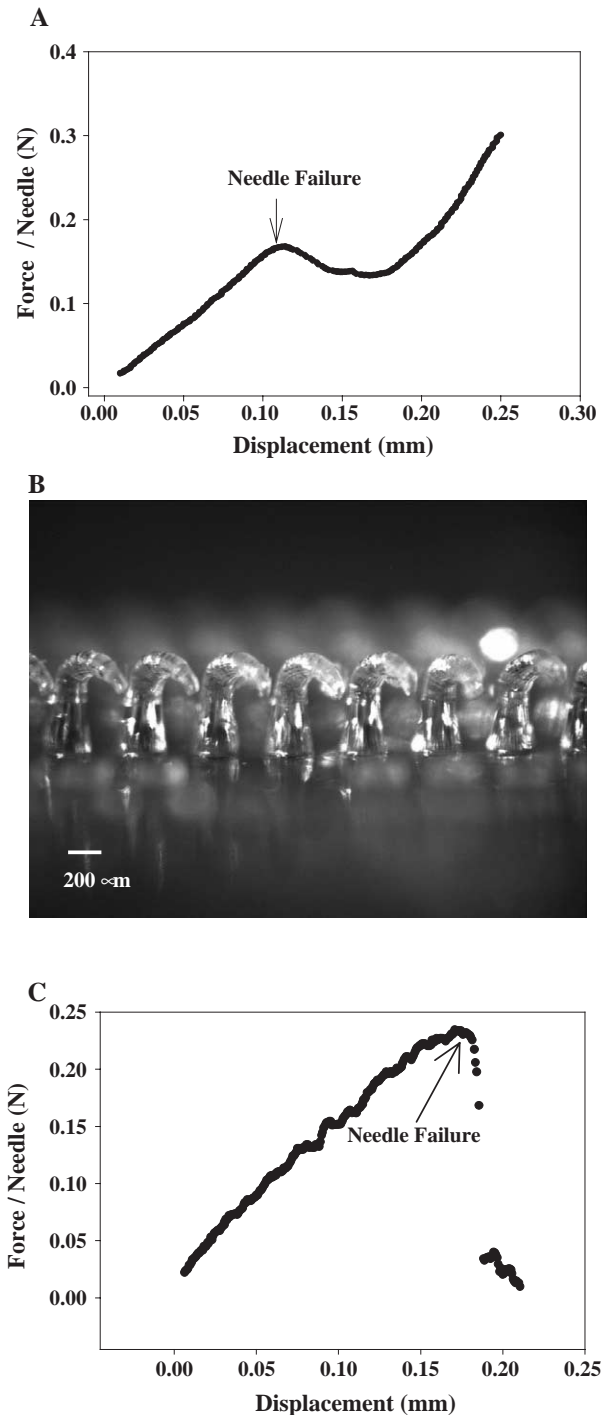 A
0.4
0.3
0.2
0.1
0.0
Force / Needle (N)
Needle Failure
0.00 0.05 0.10 0.15 0.20 0.25 0.30
Displacement (mm)
B
200 ∝m
C
0.25
0.20
0.15
0.10
0.05
0.00
Force / Needle (N)
Needle Failure
0.00 0.05 0.10 0.15 0.20 0.25
Displacement (mm)